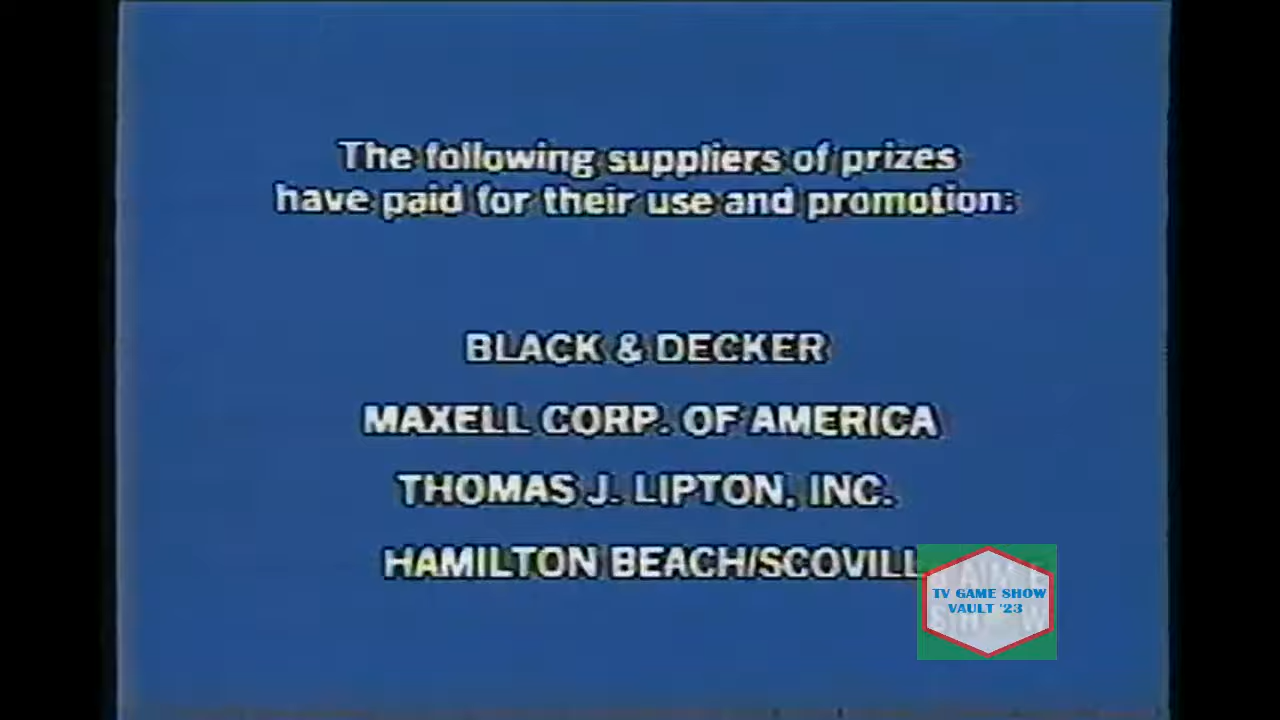 The following suppliers of prizes
have paid for their use and promotion:
BLACK & DECKER
MAXELL CORP. OF AMERICA
THOMAS J. LIPTON, INC.
HAMILTON BEACH/SCOVILL
TV GAME SHOW
VAULT '23